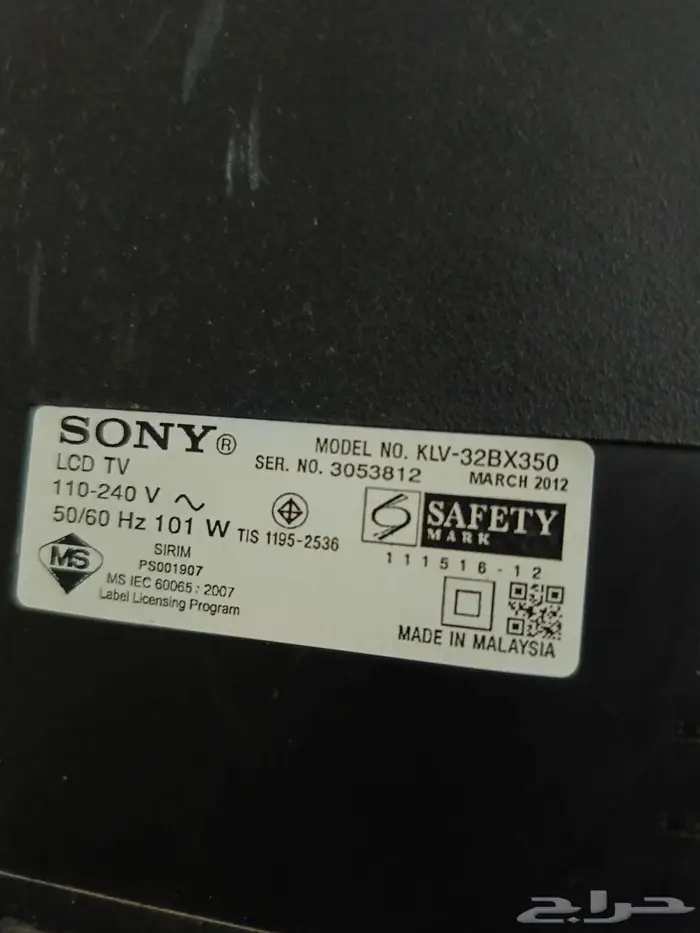 SONY®
MODEL NO. KLV-32BX350
LCD TV
SER. NO. 3053812
MARCH 2012
110-240 V ~
50/60 Hz 101 W
TIS 1195-2536
SAFETY
MARK
111516-12
MS
SIRIM
PS001907
MS IEC 60065 : 2007
Label Licensing Program
MADE IN MALAYSIA
حراج